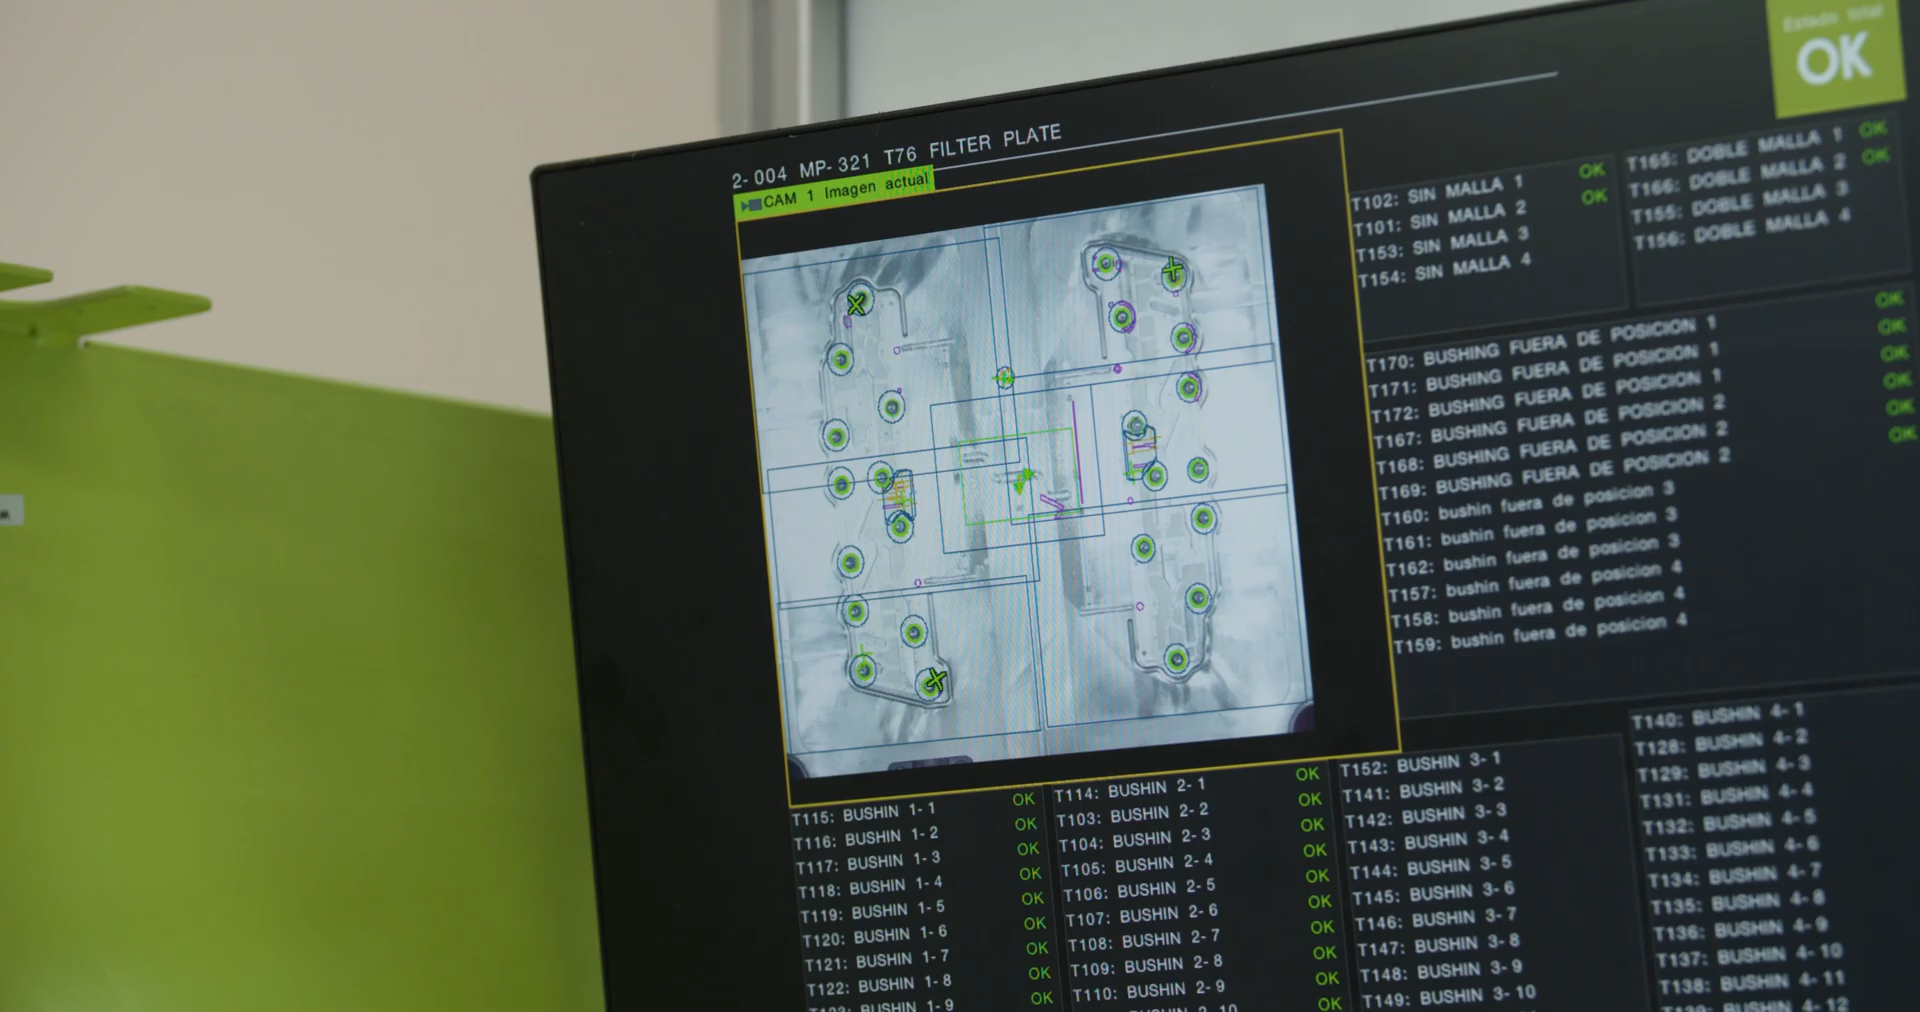 Estado total
OK
2-004 MP-321 T76 FILTER PLATE
CAM 1 Imagen actual
T102: SIN MALLA 1 OK
T101: SIN MALLA 2 OK
T153: SIN MALLA 3
T154: SIN MALLA 4
T165: DOBLE MALLA 1 OK
T166: DOBLE MALLA 2 OK
T155: DOBLE MALLA 3
T156: DOBLE MALLA 4
T170: BUSHING FUERA DE POSICION 1 OK
T171: BUSHING FUERA DE POSICION 1 OK
T172: BUSHING FUERA DE POSICION 1 OK
T167: BUSHING FUERA DE POSICION 2 OK
T168: BUSHING FUERA DE POSICION 2 OK
T169: BUSHING FUERA DE POSICION 2 OK
T160: bushin fuera de posicion 3
T161: bushin fuera de posicion 3
T162: bushin fuera de posicion 3
T157: bushin fuera de posicion 4
T158: bushin fuera de posicion 4
T159: bushin fuera de posicion 4
T115: BUSHIN 1-1 OK
T116: BUSHIN 1-2 OK
T117: BUSHIN 1-3 OK
T118: BUSHIN 1-4 OK
T119: BUSHIN 1-5 OK
T120: BUSHIN 1-6 OK
T121: BUSHIN 1-7 OK
T122: BUSHIN 1-8 OK
BUSHIN 1-9 OK
T114: BUSHIN 2-1 OK
T103: BUSHIN 2-2 OK
T104: BUSHIN 2-3 OK
T105: BUSHIN 2-4 OK
T106: BUSHIN 2-5 OK
T107: BUSHIN 2-6 OK
T108: BUSHIN 2-7 OK
T109: BUSHIN 2-8 OK
T110: BUSHIN 2-9 OK
T152: BUSHIN 3-1
T141: BUSHIN 3-2
T142: BUSHIN 3-3
T143: BUSHIN 3-4
T144: BUSHIN 3-5
T145: BUSHIN 3-6
T146: BUSHIN 3-7
T147: BUSHIN 3-8
T148: BUSHIN 3-9
T149: BUSHIN 3-10
T140: BUSHIN 4-1
T128: BUSHIN 4-2
T129: BUSHIN 4-3
T131: BUSHIN 4-4
T132: BUSHIN 4-5
T133: BUSHIN 4-6
T134: BUSHIN 4-7
T135: BUSHIN 4-8
T136: BUSHIN 4-9
T137: BUSHIN 4-10
T138: BUSHIN 4-11
T139: BUSHIN 4-12